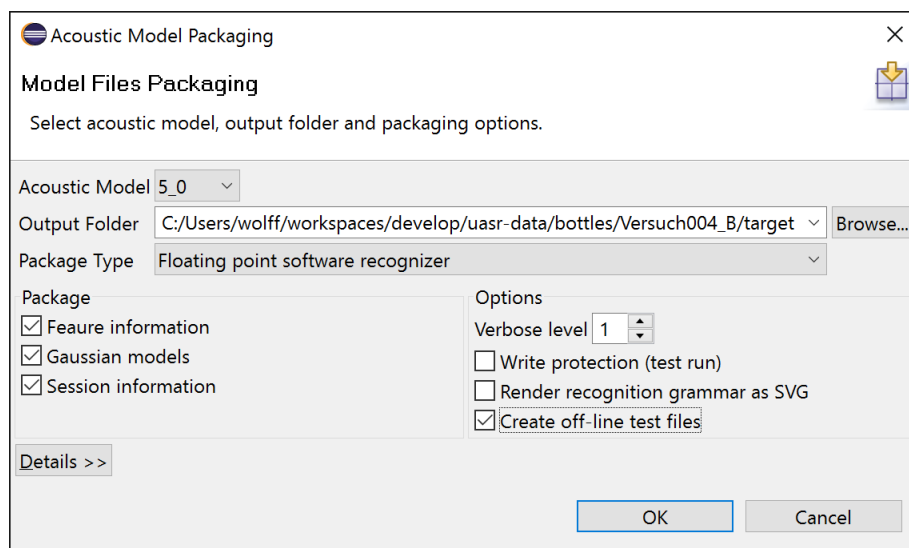 Acoustic Model Packaging
Model Files Packaging
Select acoustic model, output folder and packaging options.
Acoustic Model 5_0
Output Folder C:/Users/wolff/workspaces/develop/uasr-data/bottles/Versuch004_B/target Browse...
Package Type Floating point software recognizer
Package
Feaure information
Gaussian models
Session information
Options
Verbose level 1
Write protection (test run)
Render recognition grammar as SVG
Create off-line test files
Details >>
OK Cancel